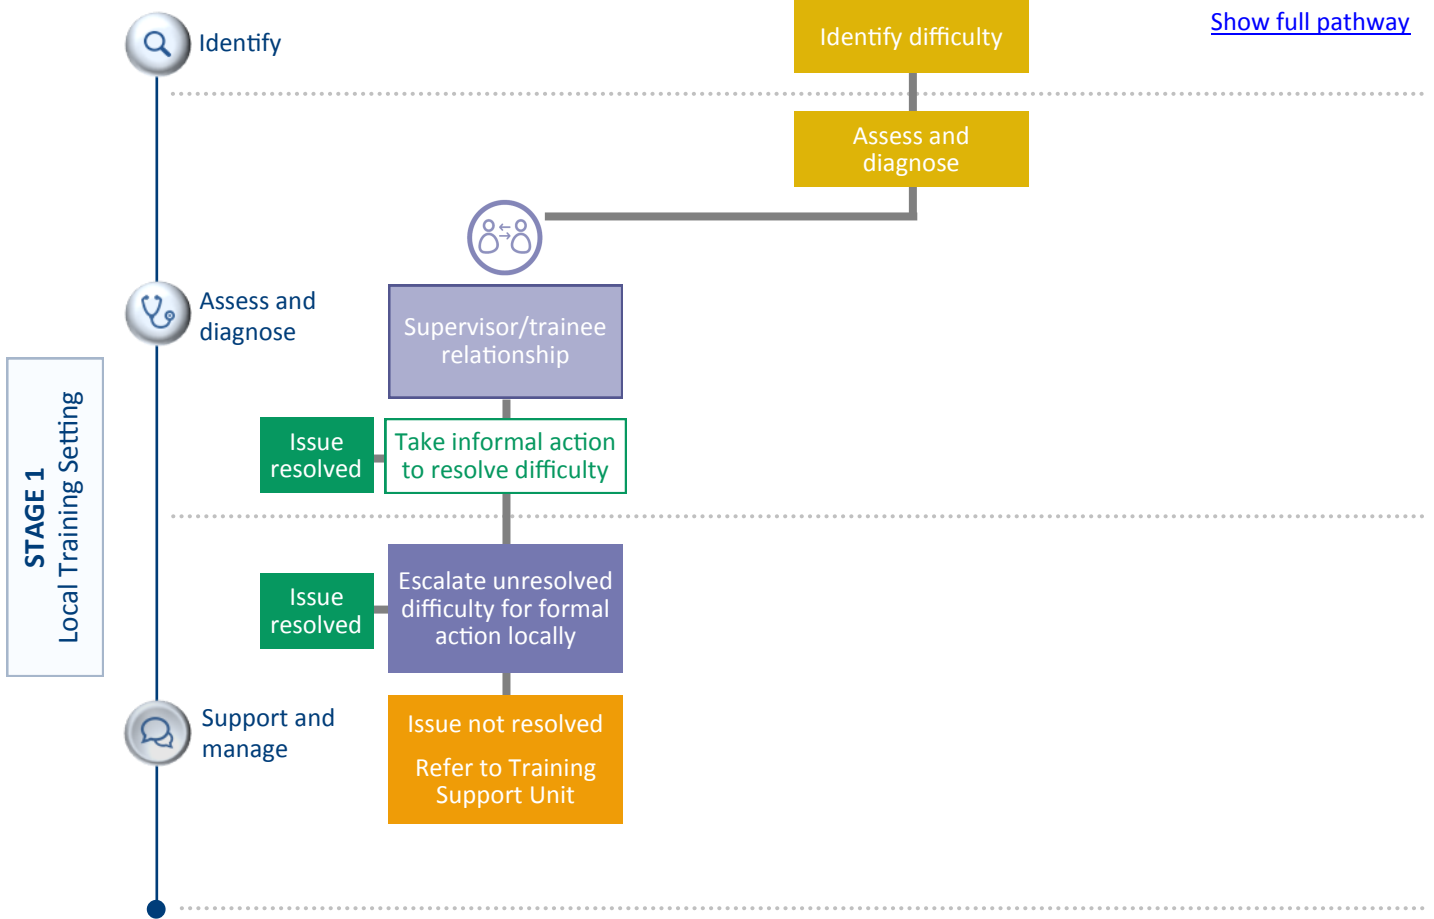 Identify
Identify difficulty
Show full pathway
Assess and
diagnose
Assess and
diagnose
Supervisor/trainee
relationship
STAGE 1
Local Training Setting
Issue
resolved
Take informal action
to resolve difficulty
Issue
resolved
Escalate unresolved
difficulty for formal
action locally
Support and
manage
Issue not resolved
Refer to Training
Support Unit